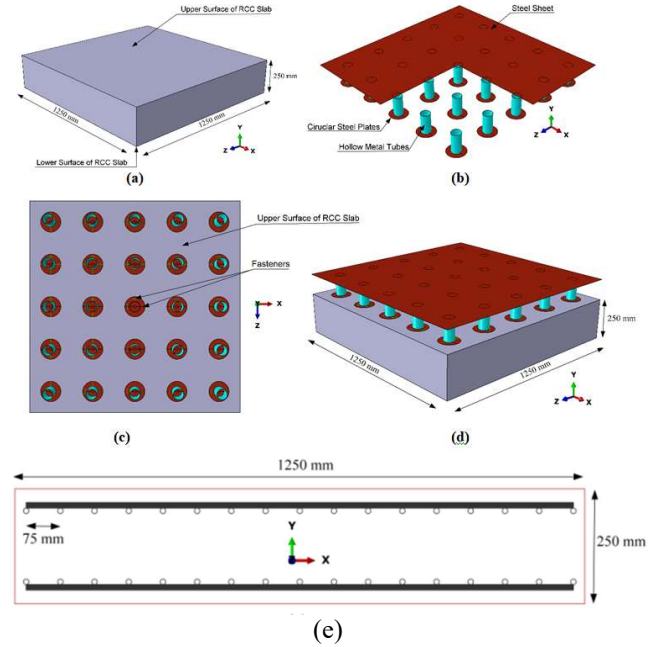 Upper Surface of RCC Slab
250 mm
1250 mm
1250 mm
Lower Surface of RCC Slab
Y
Z
X
(a)
Steel Sheet
Ciruclar Steel Plates
Hollow Metal Tubes
Y
Z
X
(b)
Upper Surface of RCC Slab
Fasteners
X
Z
(c)
250 mm
1250 mm
1250 mm
Y
Z
X
(d)
1250 mm
75 mm
Y
X
250 mm
(e)